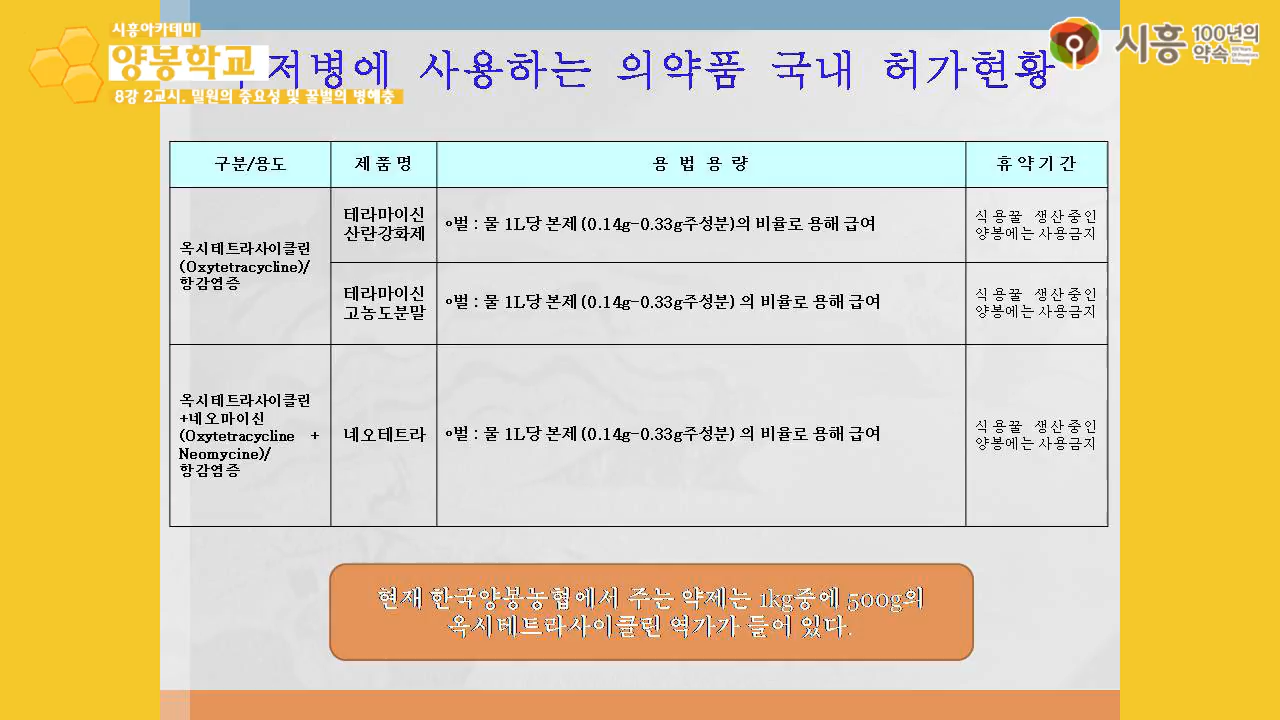 시흥아카데미
양봉학교
8강 2교시. 밀원의 중요성 및 꿀벌의 병해충
저병에 사용하는 의약품 국내 허가현황
시흥 100년의 약속
구분/용도 제 품 명 용 법 용 량 휴 약 기 간
옥시테트라사이클린
(Oxytetracycline)/
항감염증
테라마이신
산란강화제
o벌 : 물 1L당 본제 (0.14g-0.33g주성분)의 비율로 용해 급여
식용꿀 생산중인
양봉에는 사용금지
테라마이신
고농도분말
o벌 : 물 1L당 본제 (0.14g-0.33g주성분) 의 비율로 용해 급여
식용꿀 생산중인
양봉에는 사용금지
옥시테트라사이클린
+네오마이신
(Oxytetracycline +
Neomycine)/
항감염증
네오테트라
o벌 : 물 1L당 본제 (0.14g-0.33g주성분) 의 비율로 용해 급여
식용꿀 생산중인
양봉에는 사용금지
현재 한국양봉농협에서 주는 약제는 1kg중에 500g의
옥시테트라사이클린 역가가 들어 있다.